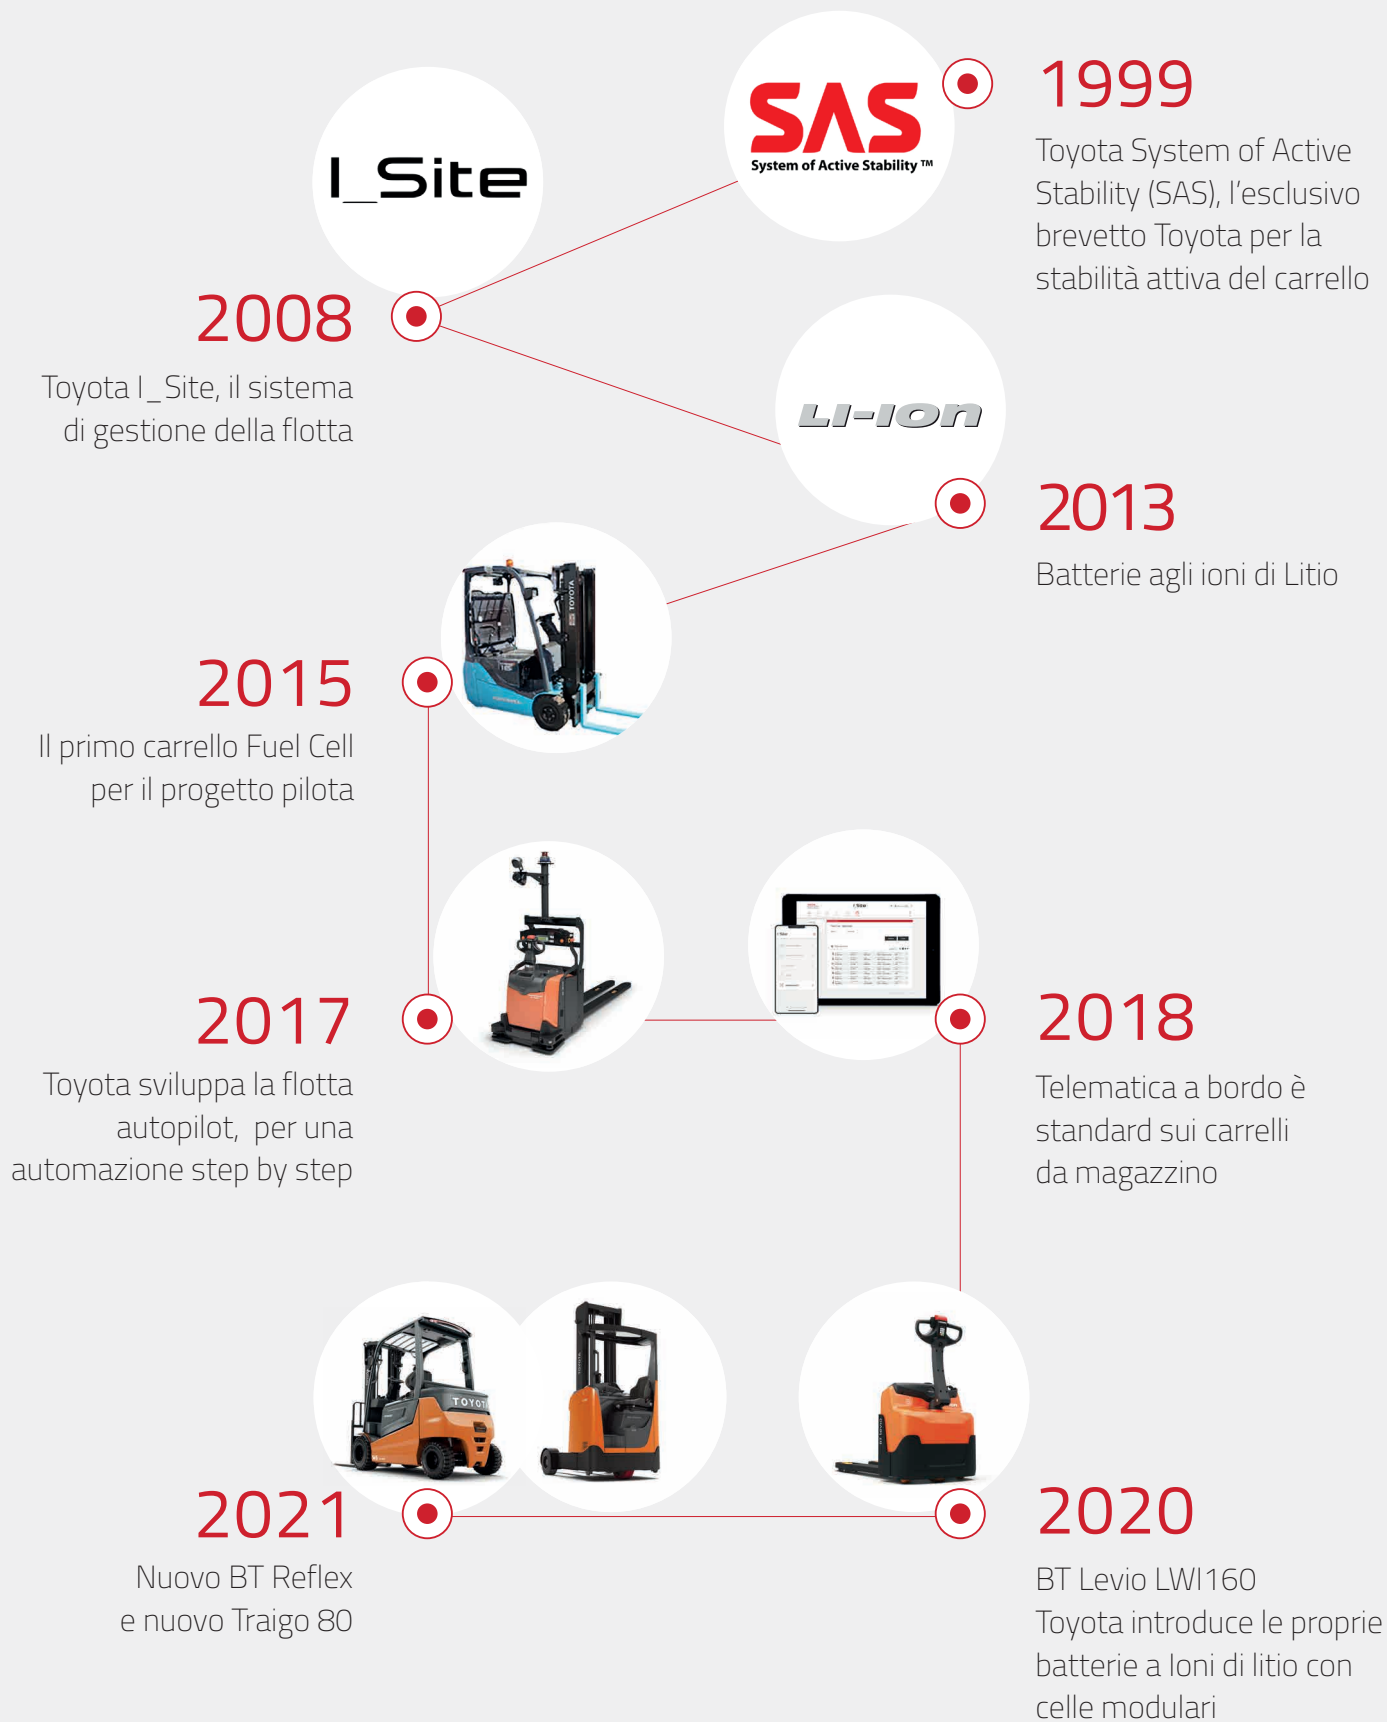 SAS
System of Active Stability ™
1999
Toyota System of Active
Stability (SAS), l'esclusivo
brevetto Toyota per la
stabilità attiva del carrello
I_Site
2008
Toyota I_Site, il sistema
di gestione della flotta
LI-ION
2013
Batterie agli ioni di Litio
TOYOTA
2015
Il primo carrello Fuel Cell
per il progetto pilota
2017
Toyota sviluppa la flotta
autopilot, per una
automazione step by step
2018
Telematica a bordo è
standard sui carrelli
da magazzino
TOYOTA
2021
Nuovo BT Reflex
e nuovo Traigo 80
2020
BT Levio LWI160
Toyota introduce le proprie
batterie a Ioni di litio con
celle modulari